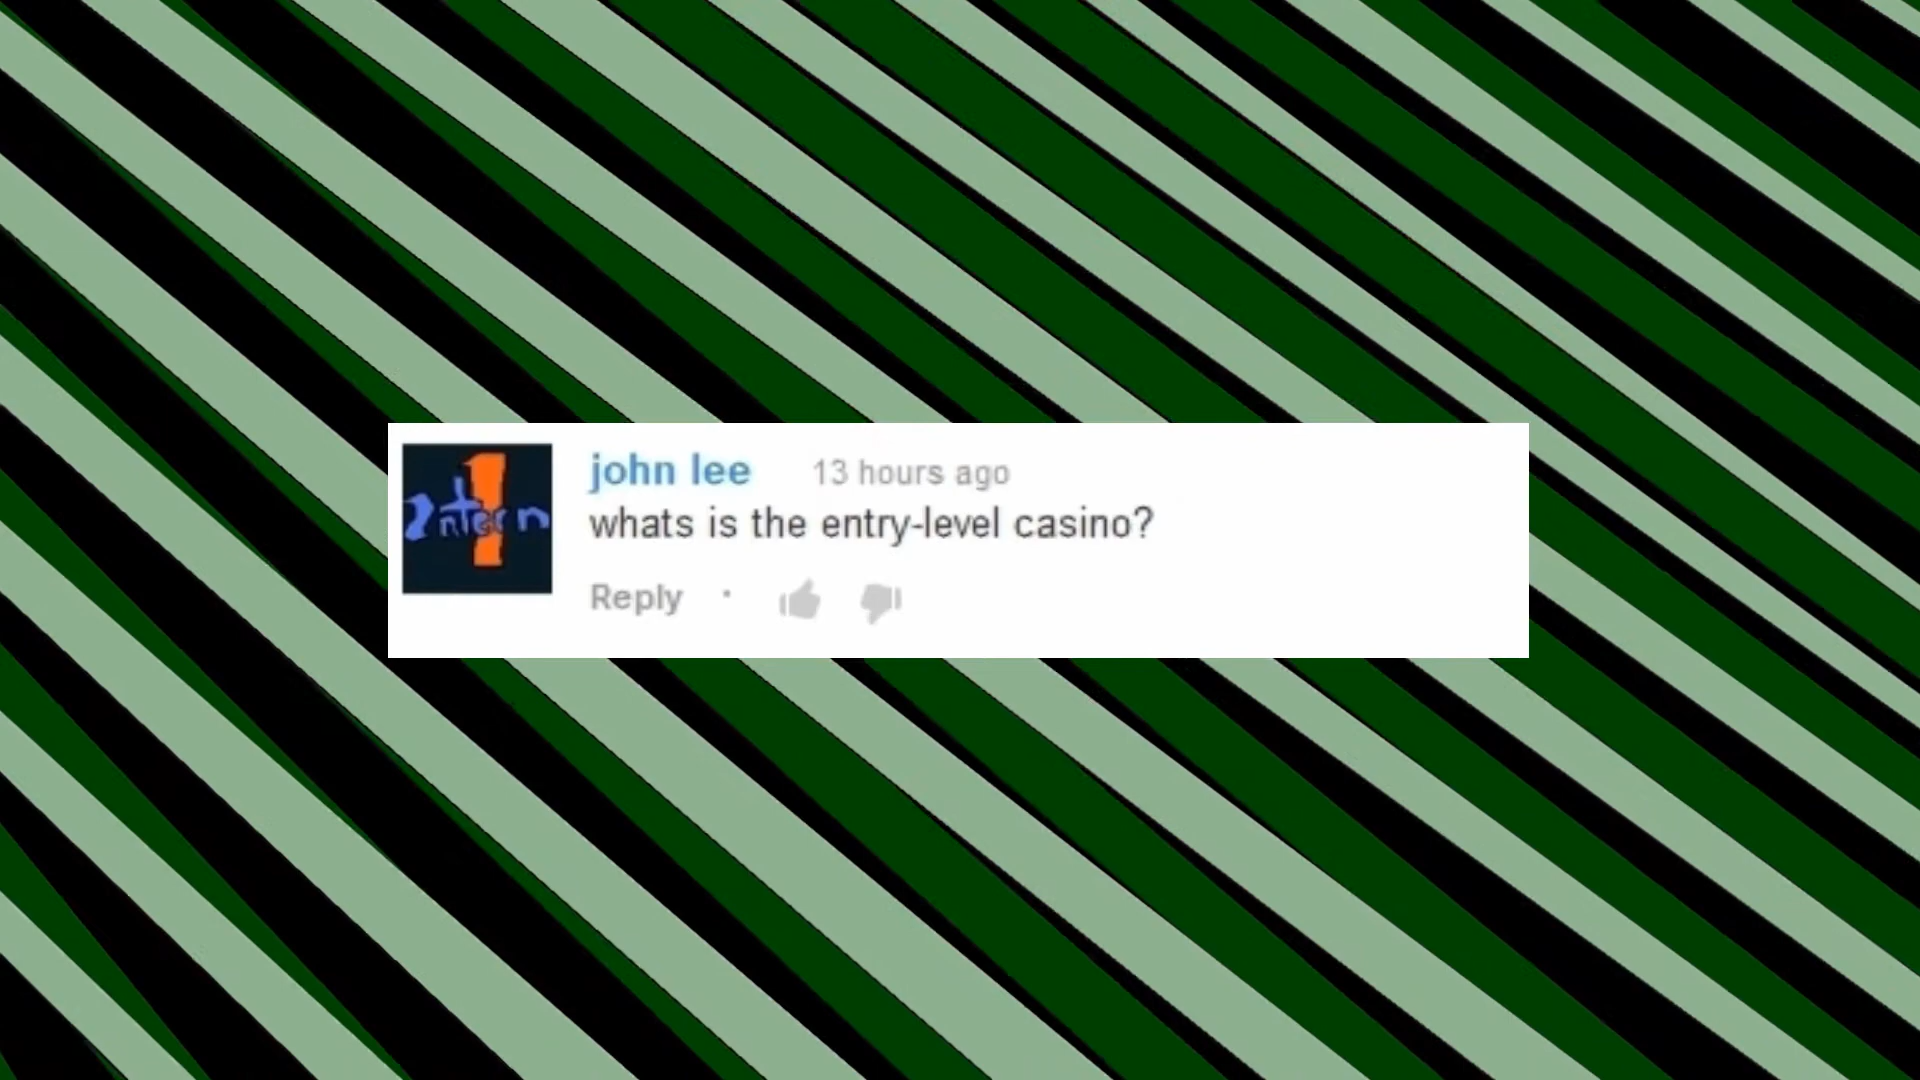 john lee 13 hours ago
whats is the entry-level casino?
Reply ·